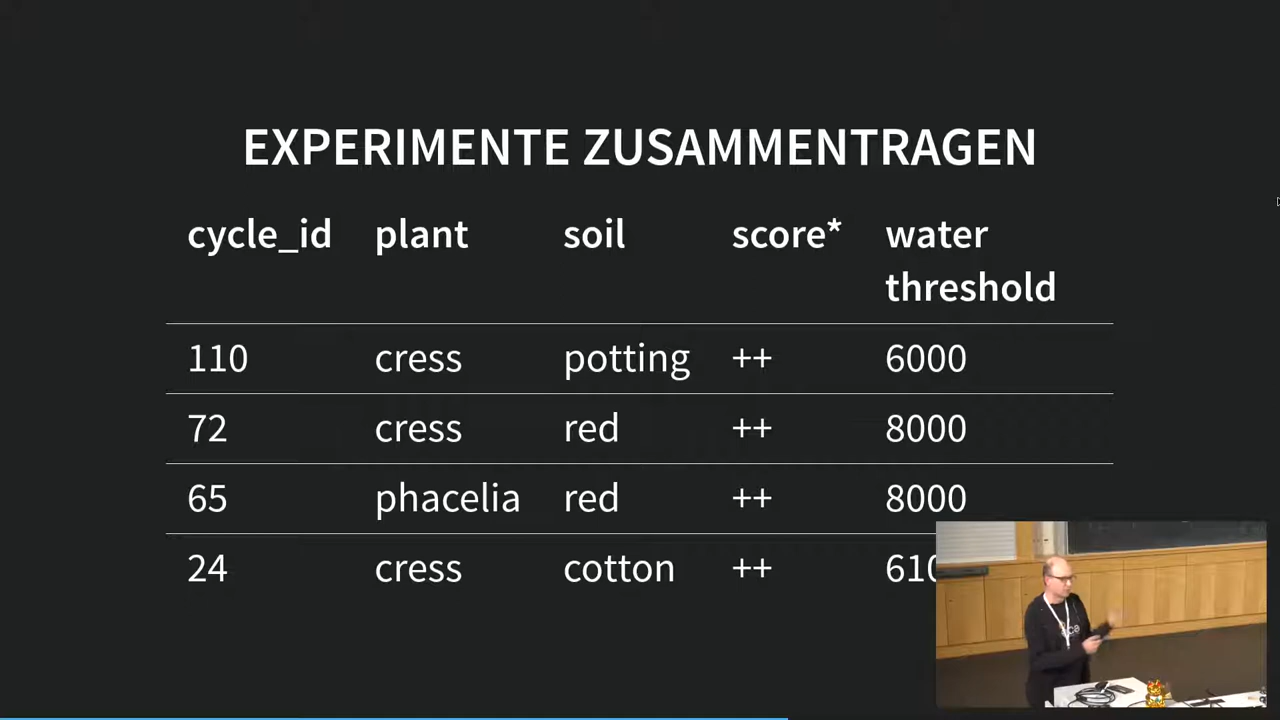 EXPERIMENTE ZUSAMMENTRAGEN
cycle_id plant soil score* water threshold
110 cress potting ++ 6000
72 cress red ++ 8000
65 phacelia red ++ 8000
24 cress cotton ++